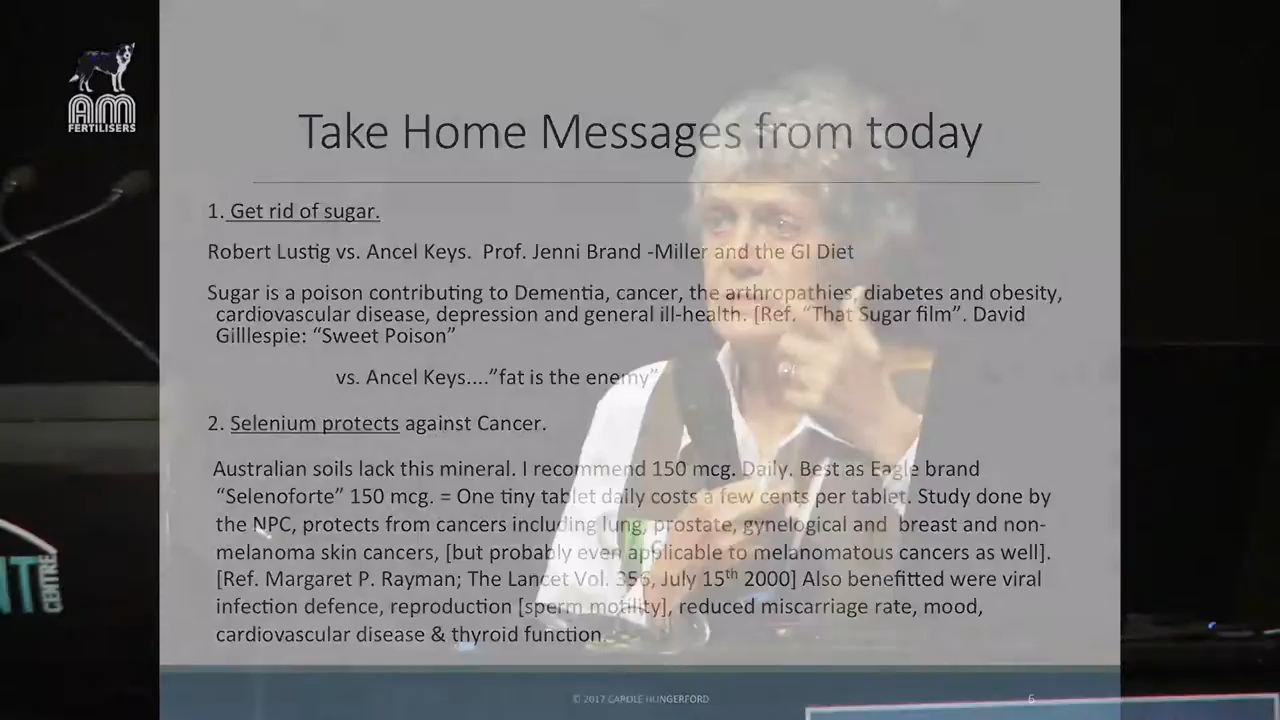 AM
FERTILISERS
Take Home Messages from today
1. Get rid of sugar.
Robert Lustig vs. Ancel Keys. Prof. Jenni Brand -Miller and the GI Diet
Sugar is a poison contributing to Dementia, cancer, the arthropathies, diabetes and obesity,
cardiovascular disease, depression and general ill-health. [Ref. “That Sugar film”. David
Gilllespie: “Sweet Poison”
vs. Ancel Keys....”fat is the enemy”
2. Selenium protects against Cancer.
Australian soils lack this mineral. I recommend 150 mcg. Daily. Best as Eagle brand
“Selenoforte” 150 mcg. = One tiny tablet daily costs a few cents per tablet. Study done by
the NPC, protects from cancers including lung, prostate, gynelogical and breast and non-
melanoma skin cancers, [but probably even applicable to melanomatous cancers as well].
[Ref. Margaret P. Rayman; The Lancet Vol. 356, July 15th 2000] Also benefitted were viral
infection defence, reproduction [sperm motility], reduced miscarriage rate, mood,
cardiovascular disease & thyroid function.
© 2017 CAROLE HUNGERFORD
6
CENTRE